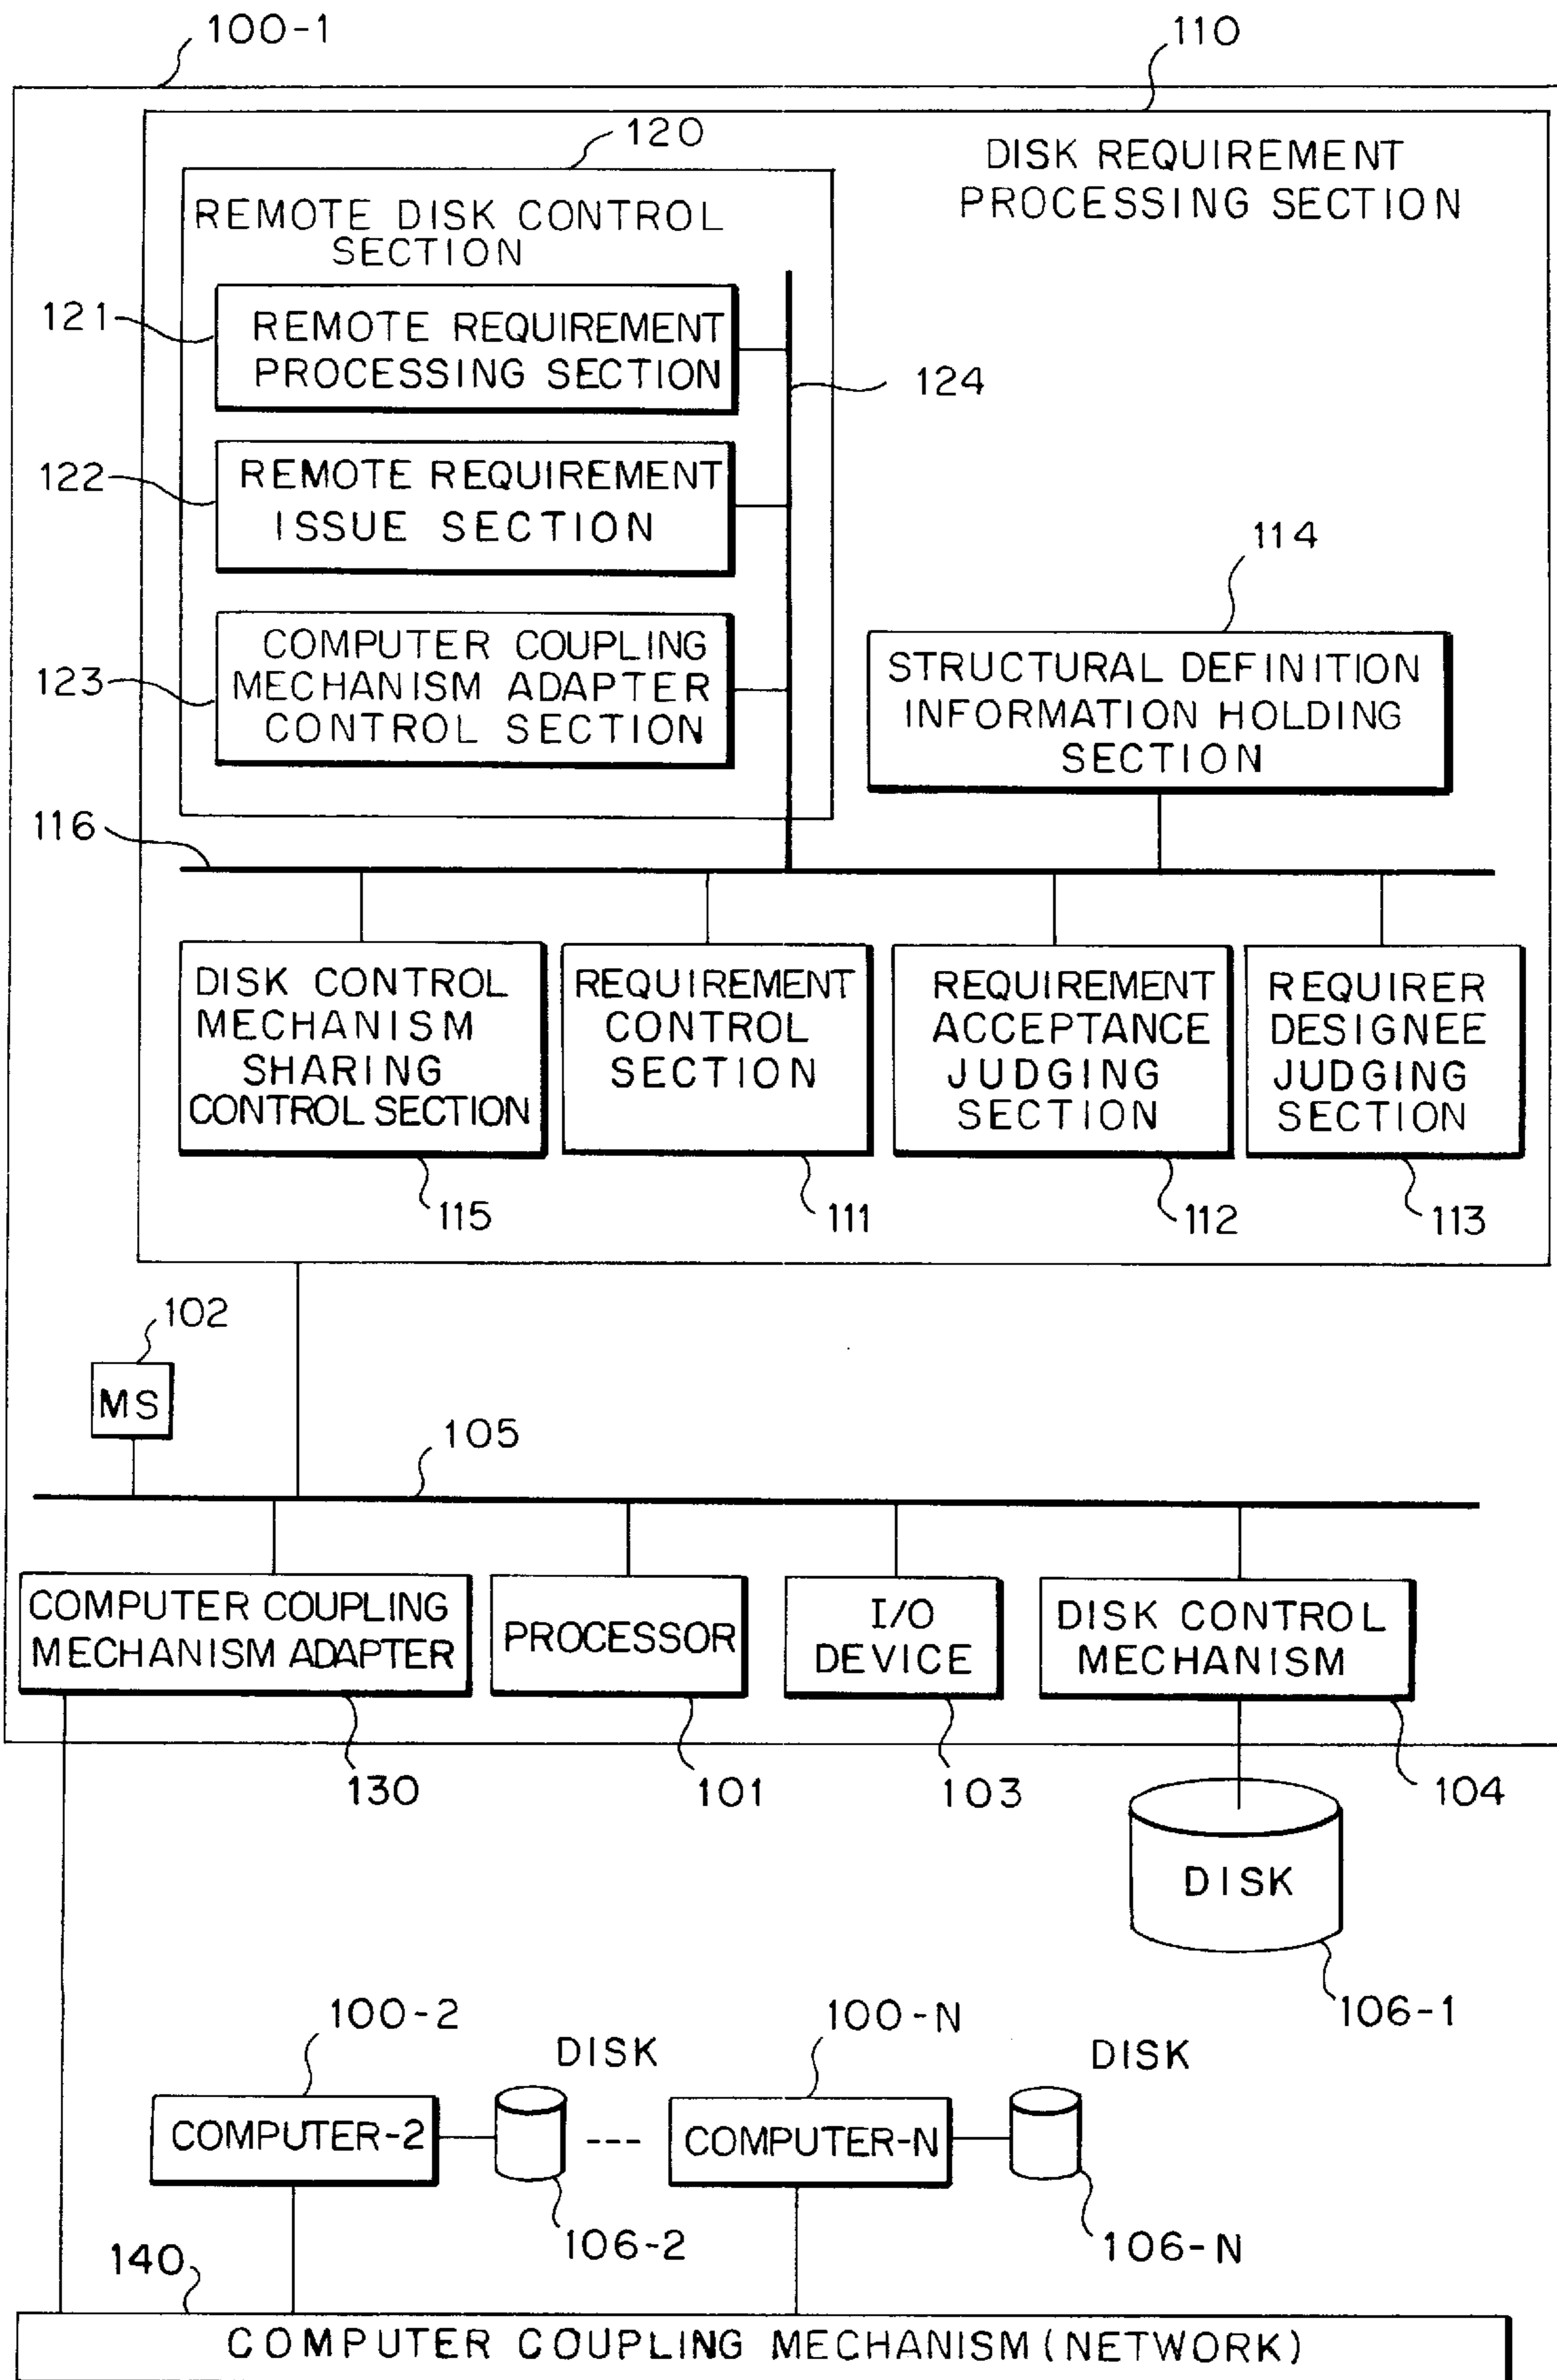 100-1
110
120
DISK REQUIREMENT
PROCESSING SECTION
REMOTE DISK CONTROL
SECTION
121
REMOTE REQUIREMENT
PROCESSING SECTION
124
122
REMOTE REQUIREMENT
ISSUE SECTION
114
123
COMPUTER COUPLING
MECHANISM ADAPTER
CONTROL SECTION
STRUCTURAL DEFINITION
INFORMATION HOLDING
SECTION
116
DISK CONTROL
MECHANISM
SHARING
CONTROL SECTION
REQUIREMENT
CONTROL
SECTION
REQUIREMENT
ACCEPTANCE
JUDGING
SECTION
REQUIRER
DESIGNEE
JUDGING
SECTION
115
111
112
113
102
MS
105
COMPUTER COUPLING
MECHANISM ADAPTER
PROCESSOR
I/O
DEVICE
DISK CONTROL
MECHANISM
130
101
103
104
DISK
106-1
100-2
DISK
100-N
DISK
COMPUTER-2
---
COMPUTER-N
106-2
106-N
140
COMPUTER COUPLING MECHANISM (NETWORK)